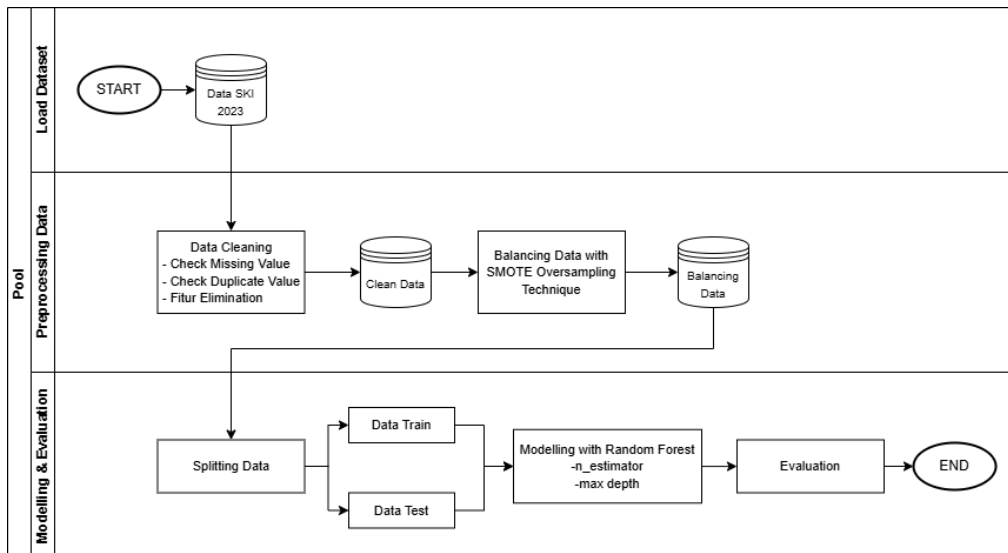 Pool
Load Dataset
START
Data SKI
2023
Preprocessing Data
Data Cleaning
- Check Missing Value
- Check Duplicate Value
- Fitur Elimination
Clean Data
Balancing Data with
SMOTE Oversampling
Technique
Balancing
Data
Modelling & Evaluation
Splitting Data
Data Train
Data Test
Modelling with Random Forest
-n_estimator
-max depth
Evaluation
END